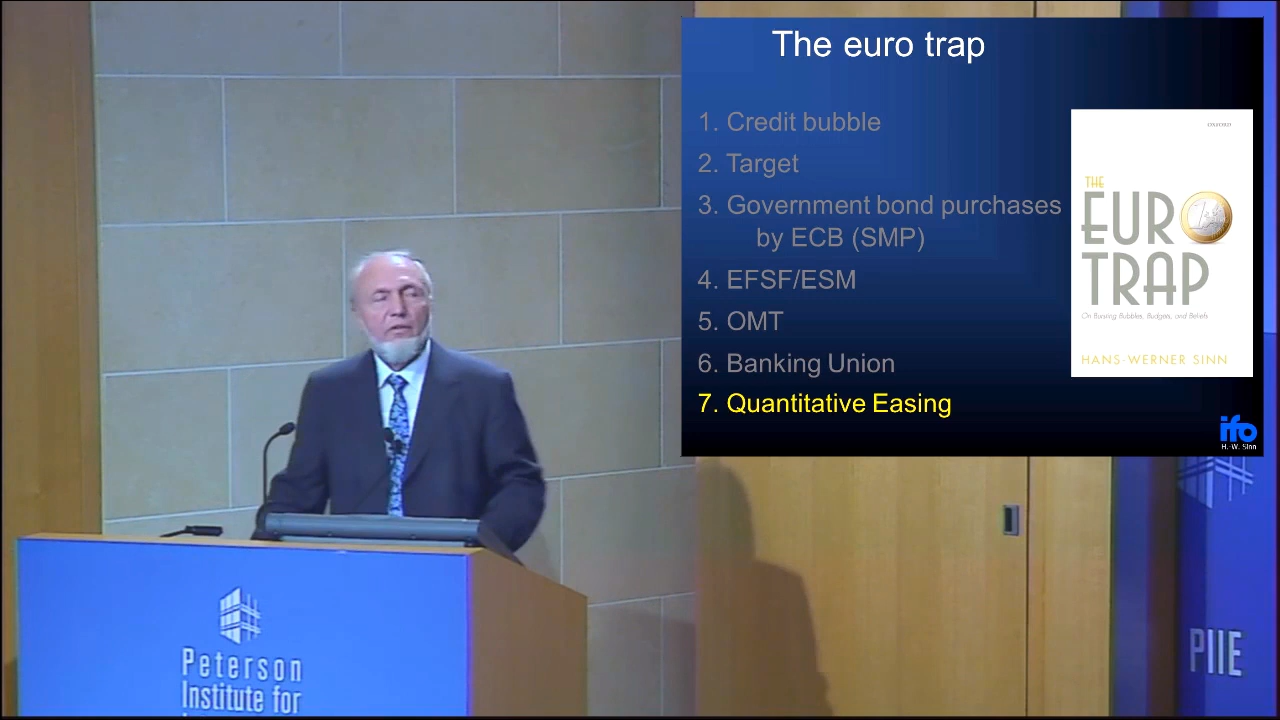 The euro trap
1. Credit bubble
2. Target
3. Government bond purchases
by ECB (SMP)
4. EFSF/ESM
5. OMT
6. Banking Union
7. Quantitative Easing
OXFORD
THE
EURO
TRAP
On Bursting Bubbles, Budgets, and Beliefs
HANS-WERNER SINN
ifo
H.-W. Sinn
Peterson
Institute for
PIIE